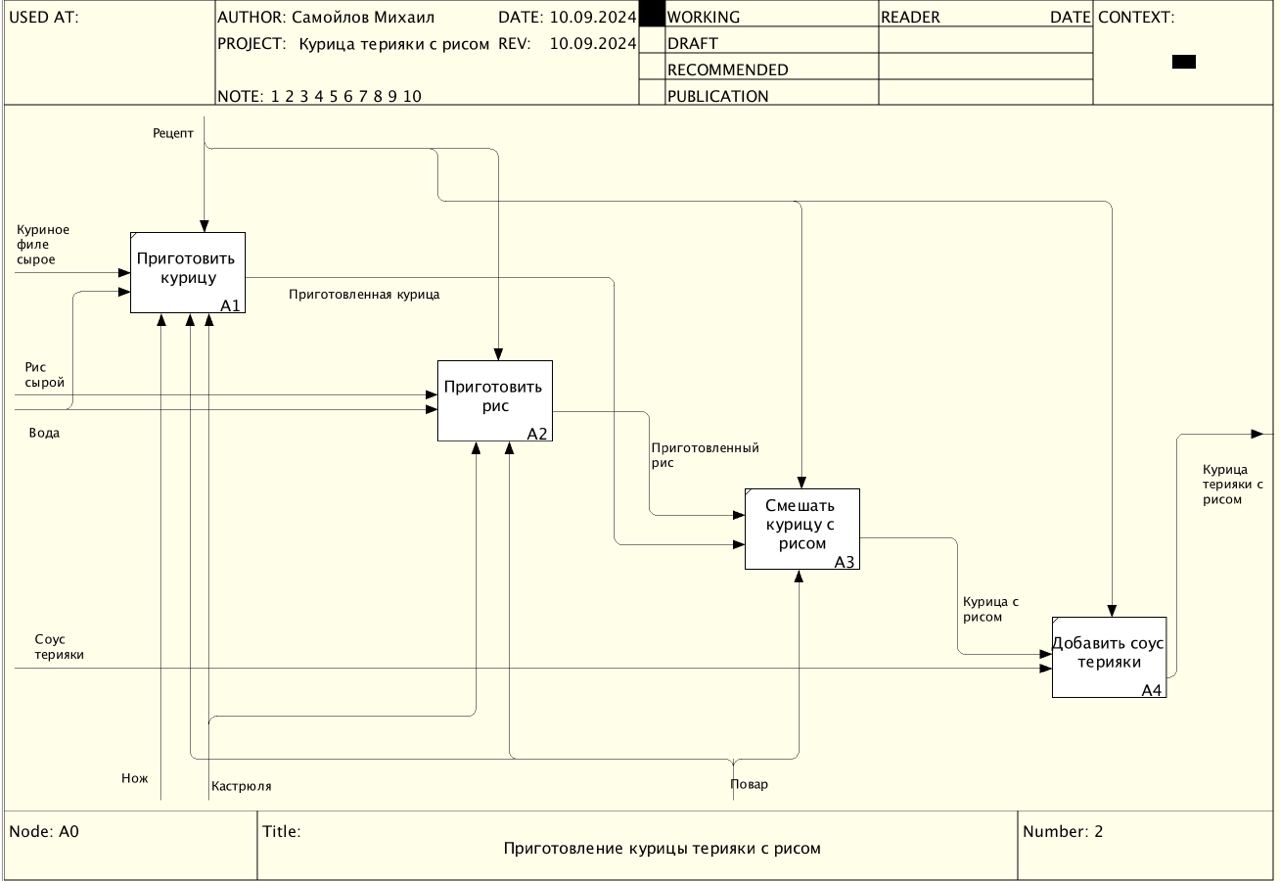 USED AT:
AUTHOR: Самойлов Михаил
DATE: 10.09.2024
PROJECT: Курица терияки с рисом
REV: 10.09.2024
NOTE: 1 2 3 4 5 6 7 8 9 10
WORKING
DRAFT
RECOMMENDED
PUBLICATION
READER
DATE
CONTEXT:
Рецепт
Куриное
филе
сырое
Приготовить
курицу
A1
Приготовленная курица
Рис
сырой
Вода
Приготовить
рис
A2
Приготовленный
рис
Смешать
курицу с
рисом
A3
Курица
терияки с
рисом
Курица с
рисом
Соус
терияки
Добавить соус
терияки
A4
Нож
Кастрюля
Повар
Node: A0
Title:
Приготовление курицы терияки с рисом
Number: 2